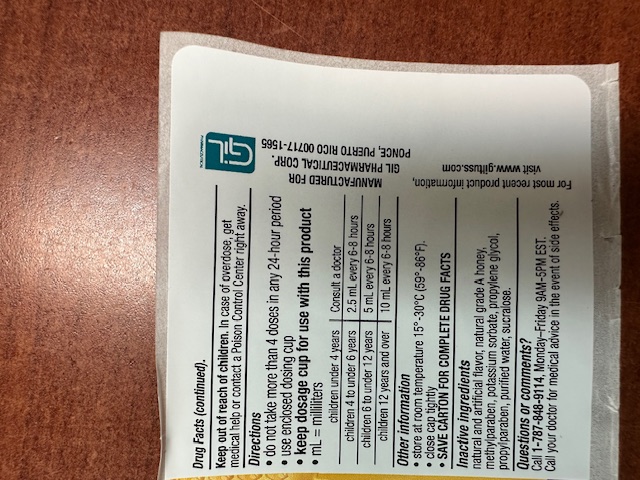 Drug Facts (continued).
Keep out of reach of children. In case of overdose, get
medical help or contact a Poison Control Center right away.
Directions
• do not take more than 4 doses in any 24-hour period
• use enclosed dosing cup
• keep dosage cup for use with this product
• mL = milliliters
children under 4 years Consult a doctor
children 4 to under 6 years 2.5 mL every 6-8 hours
children 6 to under 12 years 5 mL every 6-8 hours
children 12 years and over 10 mL every 6-8 hours
Other information
• store at room temperature 15°-30°C (59°-86°F).
• close cap tightly
• SAVE CARTON FOR COMPLETE DRUG FACTS
Inactive ingredients
natural and artificial flavor, natural grade A honey,
methylparaben, potassium sorbate, propylene glycol,
propylparaben, purified water, sucralose.
Questions or comments?
Call 1-787-848-9114, Monday–Friday 9AM-5PM EST.
Call your doctor for medical advice in the event of side effects.
GIL
MANUFACTURED FOR
GIL PHARMACEUTICAL CORP.
PONCE, PUERTO RICO 00717-1565
For most recent product information,
visit www.giltuss.com